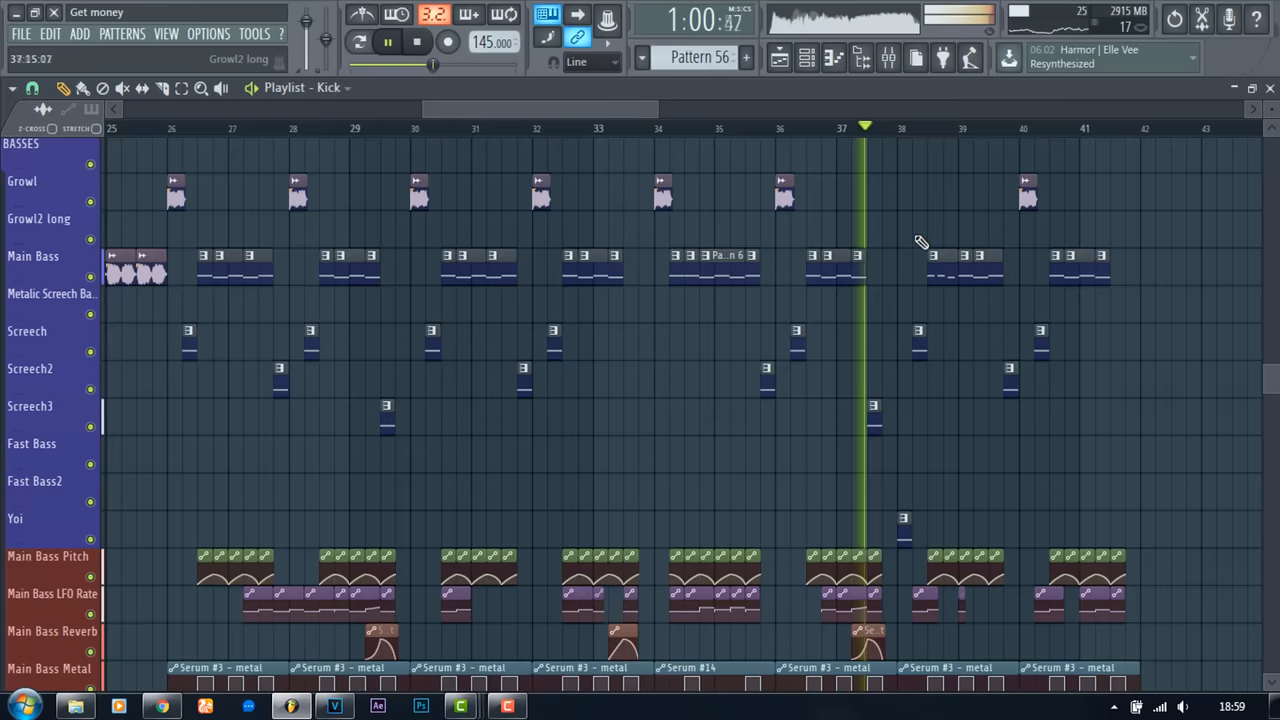 Get money
FILE EDIT ADD PATTERNS VIEW OPTIONS TOOLS ?
37:15:07 Growl2 long
3.2
145.000
Line
M:S:CS
1:00:47
Pattern 56
25 2915 MB
17
06.02 Harmor | Elle Vee
Resynthesized
Playlist - Kick
Z-CROSS STRETCH
25 26 27 28 29 30 31 32 33 34 35 36 37 38 39 40 41 42 43
BASSES
Growl
Growl2 long
Main Bass
Pa...n 6
Metalic Screech Ba..
Screech
Screech2
Screech3
Fast Bass
Fast Bass2
Yoi
Main Bass Pitch
Main Bass LFO Rate
Main Bass Reverb
S...t Se...t
Main Bass Metal
Serum #3 - metal Serum #3 - metal Serum #3 - metal Serum #3 - metal Serum #14 Serum #3 - metal Serum #3 - metal Serum #3 - metal
V Ae Ps C C
18:59